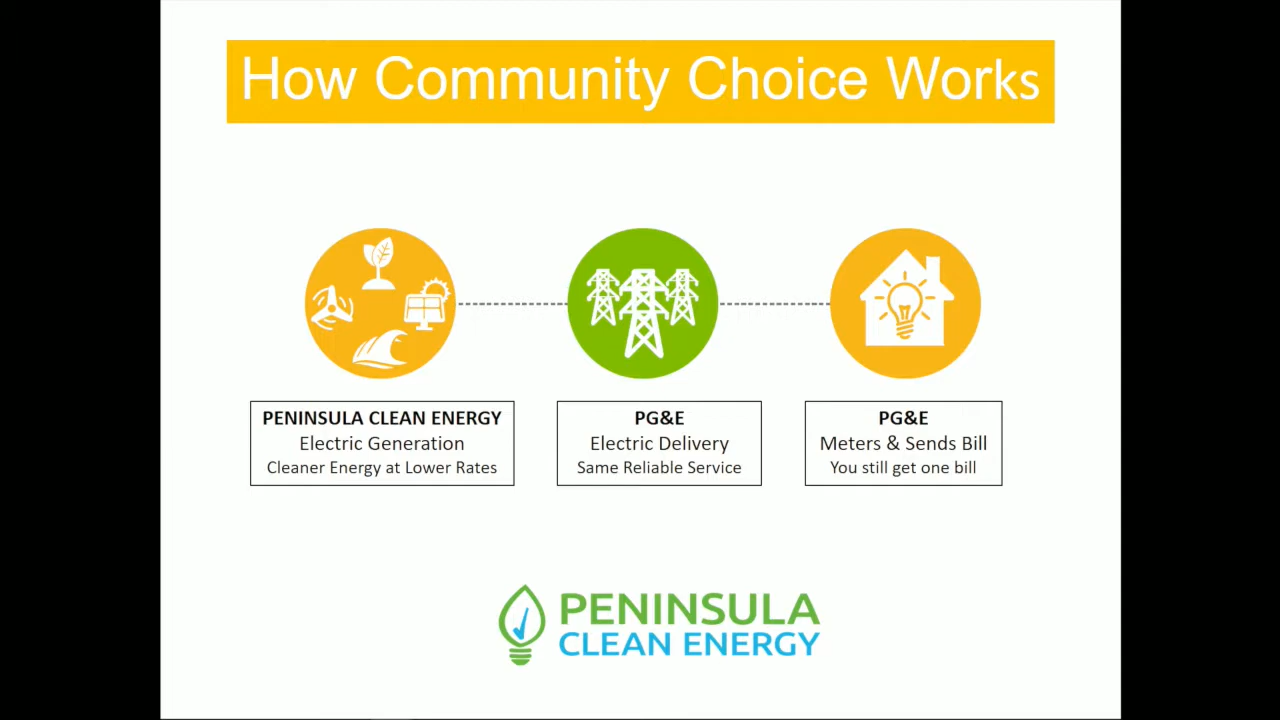 How Community Choice Works
PENINSULA CLEAN ENERGY
Electric Generation
Cleaner Energy at Lower Rates
PG&E
Electric Delivery
Same Reliable Service
PG&E
Meters & Sends Bill
You still get one bill
PENINSULA
CLEAN ENERGY